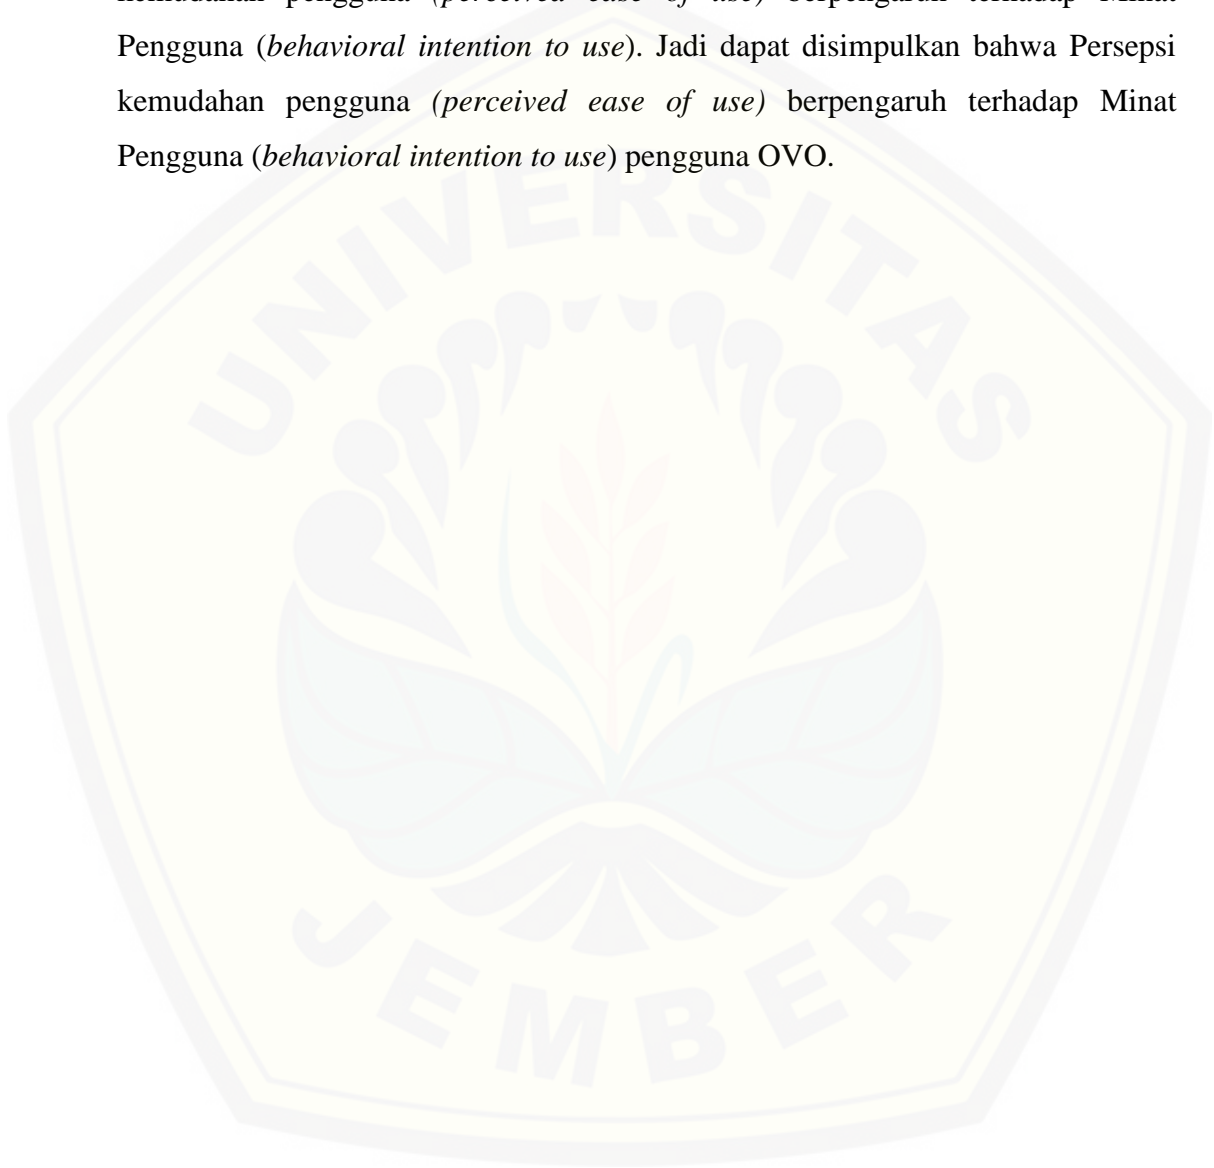 kemudahan pengguna (perceived ease of use) berpengaruh terhadap Minat
Pengguna (behavioral intention to use). Jadi dapat disimpulkan bahwa Persepsi
kemudahan pengguna (perceived ease of use) berpengaruh terhadap Minat
Pengguna (behavioral intention to use) pengguna OVO.
UNIVERSITAS
JEMBER